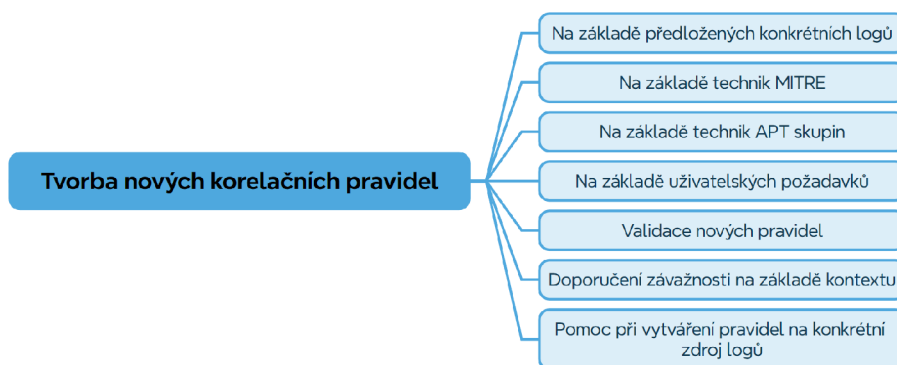 Na základě předložených konkrétních logů
Na základě technik MITRE
Na základě technik APT skupin
Tvorba nových korelačních pravidel
Na základě uživatelských požadavků
Validace nových pravidel
Doporučení závažnosti na základě kontextu
Pomoc při vytváření pravidel na konkrétní
zdroj logů